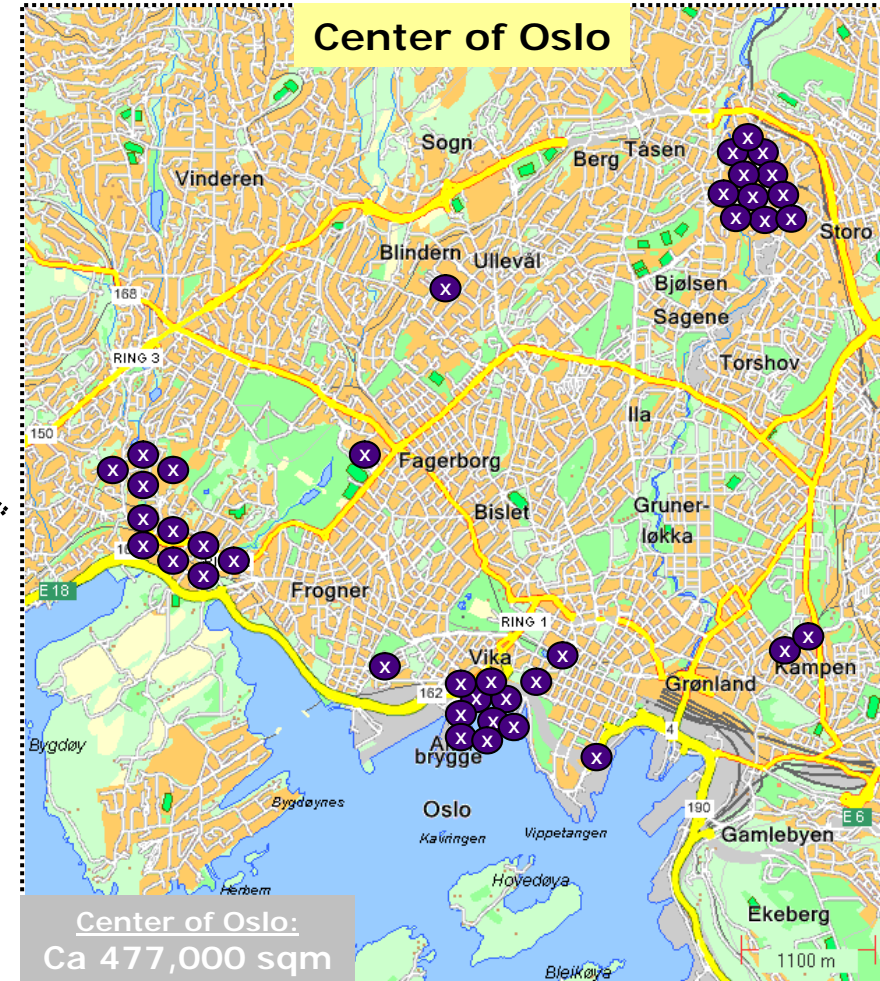 Center of Oslo
Sogn
Berg
Tåsen
Vinderen
Storo
Blindern
Ullevål
Bjølsen
168
Sagene
RING 3
Torshov
Ila
150
Fagerborg
Bislet
Gruner-
løkka
E 18
Frogner
RING 1
Vika
Kampen
Grønland
162
4
Bygdøy
brygge
Bygdøynes
Oslo
190
E 6
Kavringen
Vippetangen
Gamlebyen
Hovedøya
Herbern
Center of Oslo:
Ekeberg
Ca 477,000 sqm
1100 m
Bleikøya
x x x x x x x x x x x
x
x
x x x x x x x x x x
x x
x
x x
x x x x x x x x x
x